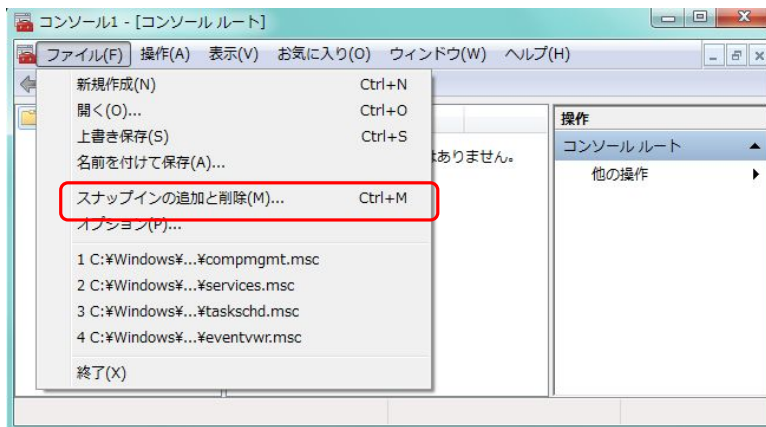 コンソール1 - [コンソール ルート]
ファイル(F) 操作(A) 表示(V) お気に入り(O) ウィンドウ(W) ヘルプ(H)
新規作成(N) Ctrl+N
開く(O)... Ctrl+O
上書き保存(S) Ctrl+S
名前を付けて保存(A)...
スナップインの追加と削除(M)... Ctrl+M
オプション(P)...
1 C:¥Windows¥...¥compmgmt.msc
2 C:¥Windows¥...¥services.msc
3 C:¥Windows¥...¥taskschd.msc
4 C:¥Windows¥...¥eventvwr.msc
終了(X)
はありません。
操作
コンソール ルート
他の操作